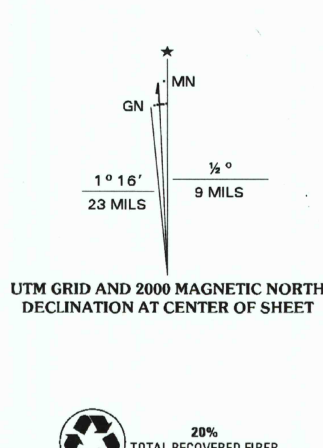 MN
GN
1° 16′
23 MILS
½ °
9 MILS
UTM GRID AND 2000 MAGNETIC NORTH
DECLINATION AT CENTER OF SHEET
20%
TOTAL RECOVERED FIBER